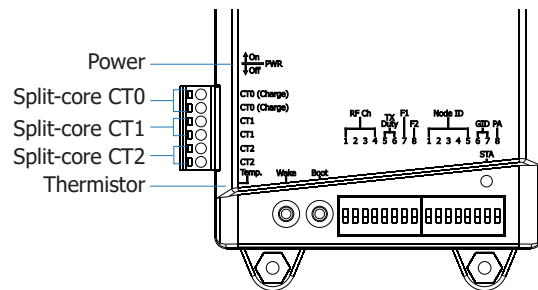 Power
Split-core CT0
Split-core CT1
Split-core CT2
Thermistor
On
Off
PWR
CT0 (Charge)
CT0 (Charge)
CT1
CT1
CT2
CT2
Temp.
Wake
Boot
RF Ch
TX
Duty
F1
F2
Node ID
GID
PA
1 2 3 4 5 6 7 8
1 2 3 4 5 6 7 8
STA